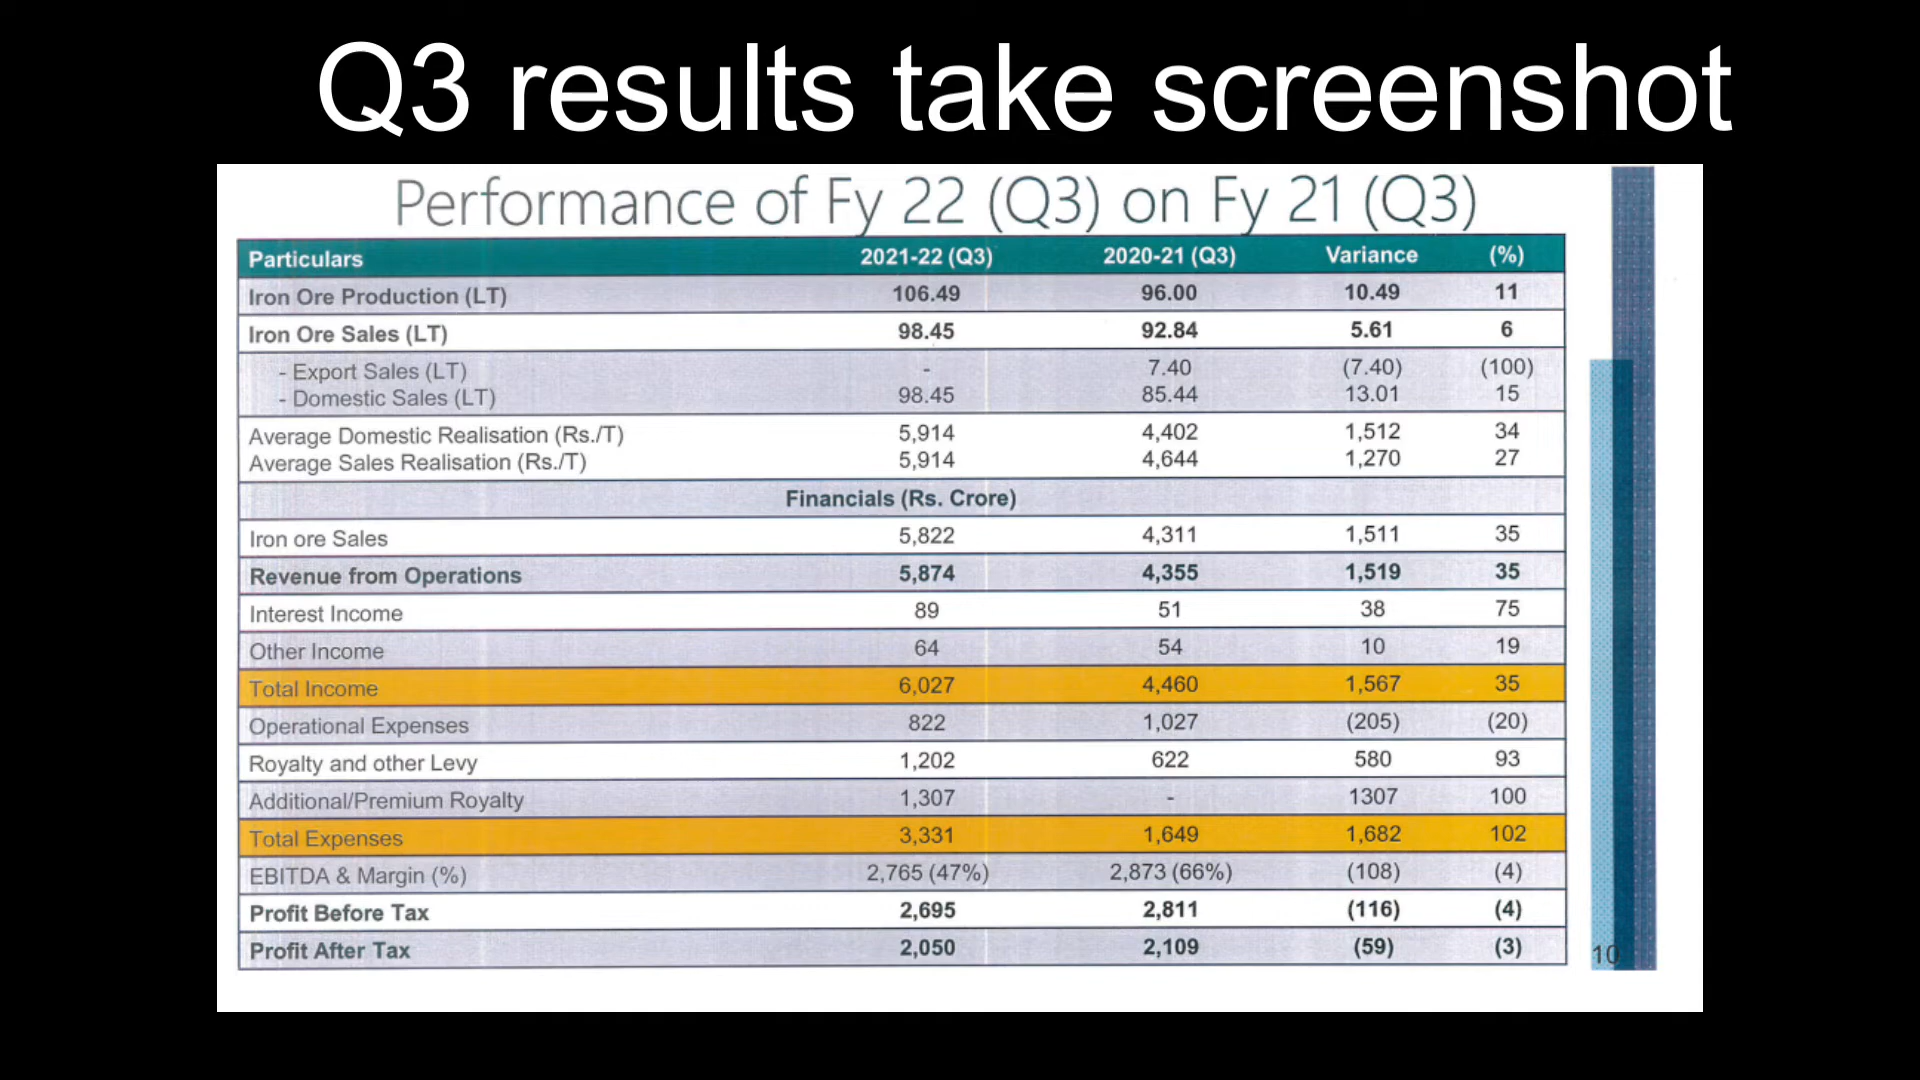 Q3 results take screenshot
Performance of Fy 22 (Q3) on Fy 21 (Q3)
Particulars 2021-22 (Q3) 2020-21 (Q3) Variance (%)
Iron Ore Production (LT) 106.49 96.00 10.49 11
Iron Ore Sales (LT) 98.45 92.84 5.61 6
- Export Sales (LT) - 7.40 (7.40) (100)
- Domestic Sales (LT) 98.45 85.44 13.01 15
Average Domestic Realisation (Rs./T) 5,914 4,402 1,512 34
Average Sales Realisation (Rs./T) 5,914 4,644 1,270 27
Financials (Rs. Crore)
Iron ore Sales 5,822 4,311 1,511 35
Revenue from Operations 5,874 4,355 1,519 35
Interest Income 89 51 38 75
Other Income 64 54 10 19
Total Income 6,027 4,460 1,567 35
Operational Expenses 822 1,027 (205) (20)
Royalty and other Levy 1,202 622 580 93
Additional/Premium Royalty 1,307 - 1307 100
Total Expenses 3,331 1,649 1,682 102
EBITDA & Margin (%) 2,765 (47%) 2,873 (66%) (108) (4)
Profit Before Tax 2,695 2,811 (116) (4)
Profit After Tax 2,050 2,109 (59) (3)
10